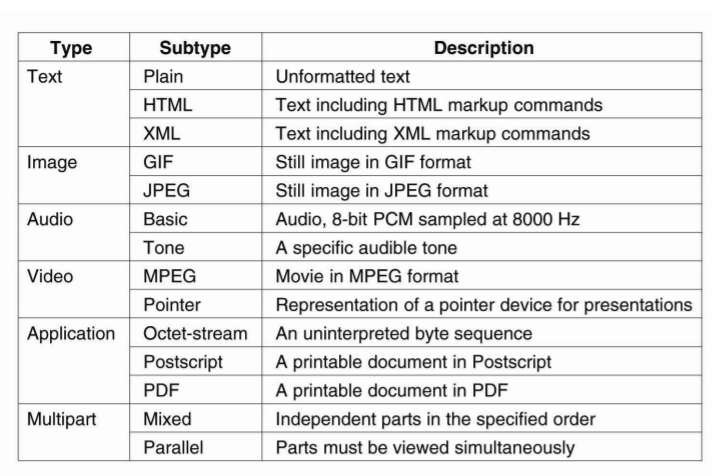 Type Subtype Description
Text Plain Unformatted text
HTML Text including HTML markup commands
XML Text including XML markup commands
Image GIF Still image in GIF format
JPEG Still image in JPEG format
Audio Basic Audio, 8-bit PCM sampled at 8000 Hz
Tone A specific audible tone
Video MPEG Movie in MPEG format
Pointer Representation of a pointer device for presentations
Application Octet-stream An uninterpreted byte sequence
Postscript A printable document in Postscript
PDF A printable document in PDF
Multipart Mixed Independent parts in the specified order
Parallel Parts must be viewed simultaneously